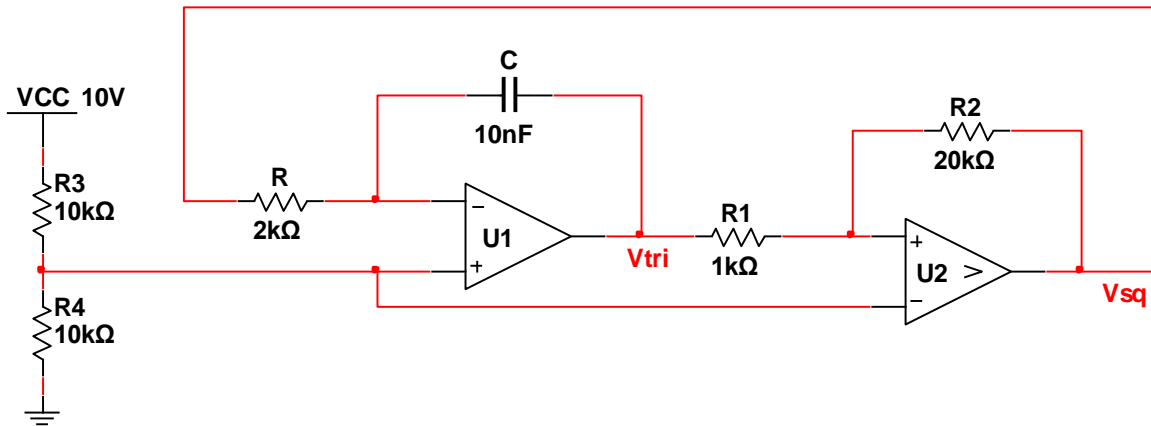 VCC 10V
R3
10kΩ
R4
10kΩ
R
2kΩ
C
10nF
−
+
U1
Vtri
R1
1kΩ
R2
20kΩ
+
−
U2 >
Vsq